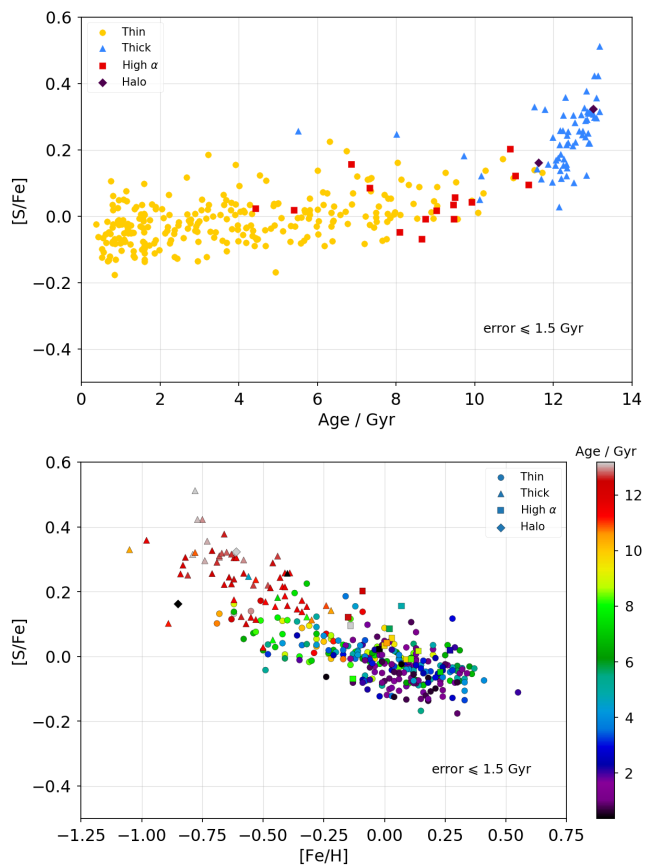 0.6
0.4
0.2
0.0
−0.2
−0.4
[S/Fe]
Thin
Thick
High α
Halo
error ⩽ 1.5 Gyr
0 2 4 6 8 10 12 14
Age / Gyr
Age / Gyr
0.6
0.4
0.2
0.0
−0.2
−0.4
[S/Fe]
Thin
Thick
High α
Halo
error ⩽ 1.5 Gyr
12
10
8
6
4
2
−1.25 −1.00 −0.75 −0.50 −0.25 0.00 0.25 0.50 0.75
[Fe/H]